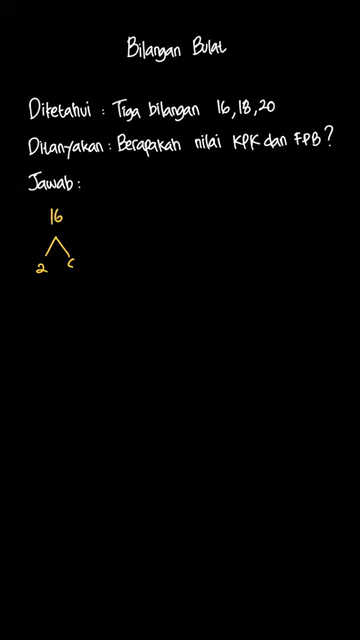 Bilangan Bulat
Diketahui : Tiga bilangan 16, 18, 20
Ditanyakan : Berapakah nilai KPK dan FPB ?
Jawab :
16
2